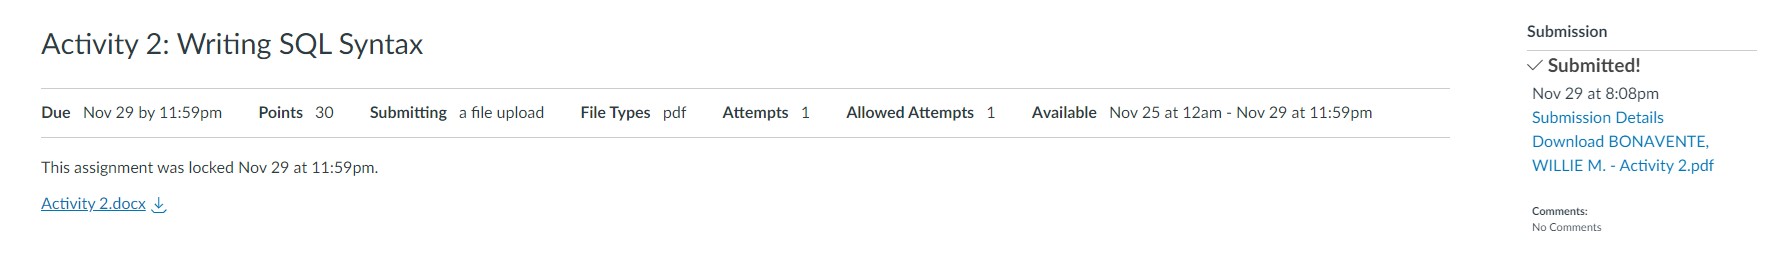 Activity 2: Writing SQL Syntax
Due Nov 29 by 11:59pm Points 30 Submitting a file upload File Types pdf Attempts 1 Allowed Attempts 1 Available Nov 25 at 12am - Nov 29 at 11:59pm
This assignment was locked Nov 29 at 11:59pm.
Activity 2.docx
Submission
Submitted!
Nov 29 at 8:08pm
Submission Details
Download BONAVENTE,
WILLIE M. - Activity 2.pdf
Comments:
No Comments